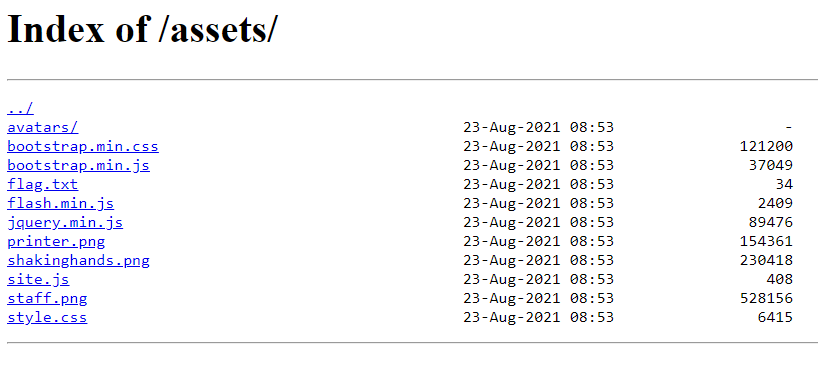 Index of /assets/
../
avatars/ 23-Aug-2021 08:53 -
bootstrap.min.css 23-Aug-2021 08:53 121200
bootstrap.min.js 23-Aug-2021 08:53 37049
flag.txt 23-Aug-2021 08:53 34
flash.min.js 23-Aug-2021 08:53 2409
jquery.min.js 23-Aug-2021 08:53 89476
printer.png 23-Aug-2021 08:53 154361
shakinghands.png 23-Aug-2021 08:53 230418
site.js 23-Aug-2021 08:53 408
staff.png 23-Aug-2021 08:53 528156
style.css 23-Aug-2021 08:53 6415